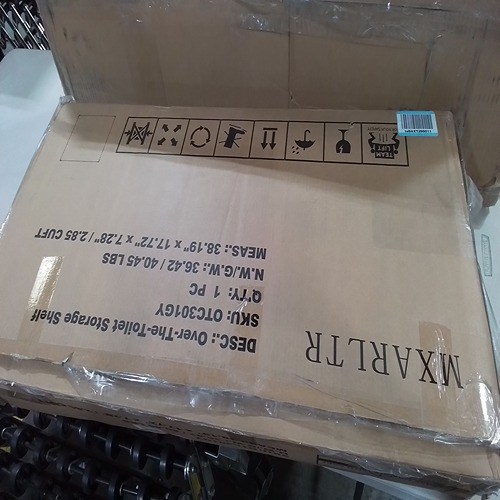 MXARLTR
DESC.: Over-The-Toilet Storage Shelf
SKU: OTC301GY
Q'TY: 1 PC
N.W./G.W.: 36.42 / 40.45 LBS
MEAS.: 38.19" x 17.72" x 7.28" / 2.85 CUFT
TEAM
LIFT